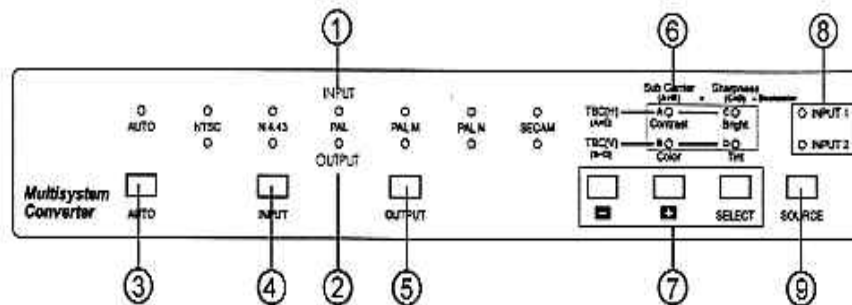 ① ⑥ ⑧
INPUT
Sub Carrier Sharpness
(A+B) (C+D)
AUTO NTSC N4.43 PAL PAL M PAL N SECAM
TBC(H) A C
(A+C) Contrast Bright
TBC(V) B D
(B+D) Color Tint
INPUT 1
INPUT 2
OUTPUT
Multisystem
Converter
AUTO INPUT OUTPUT - + SELECT SOURCE
③ ④ ② ⑤ ⑦ ⑨